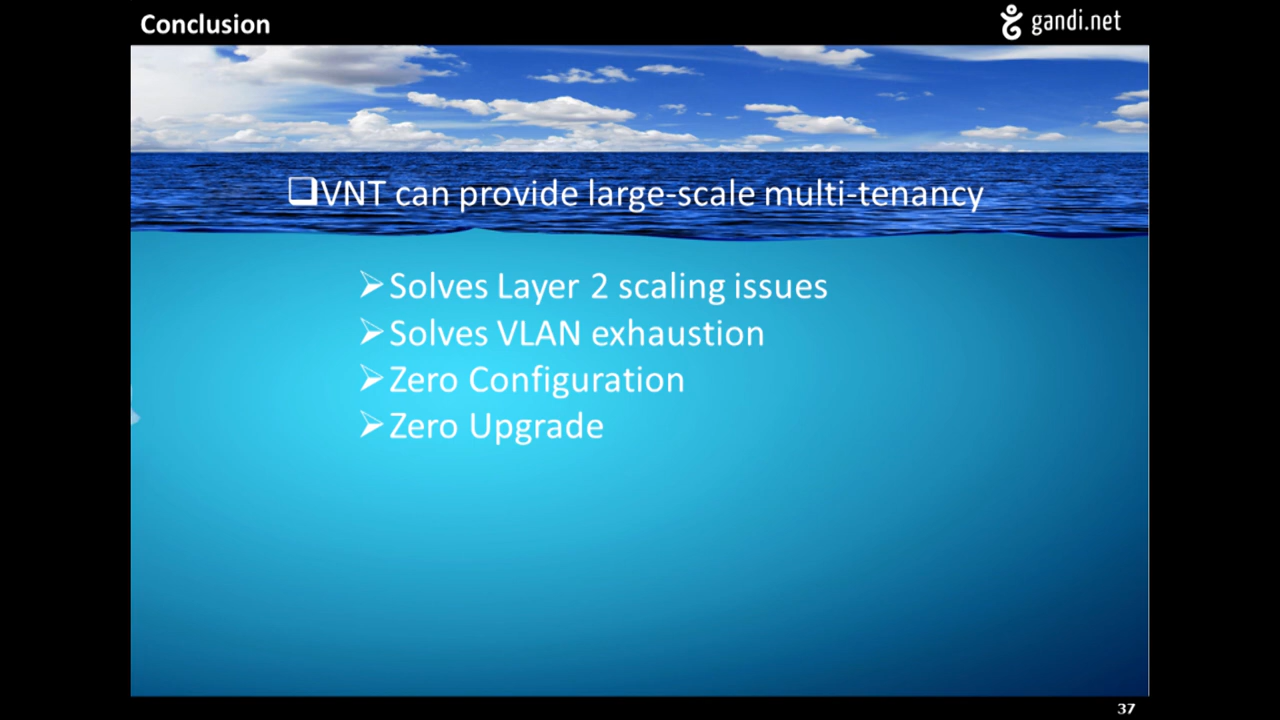 Conclusion
gandi.net
❑VNT can provide large-scale multi-tenancy
➢Solves Layer 2 scaling issues
➢Solves VLAN exhaustion
➢Zero Configuration
➢Zero Upgrade
37